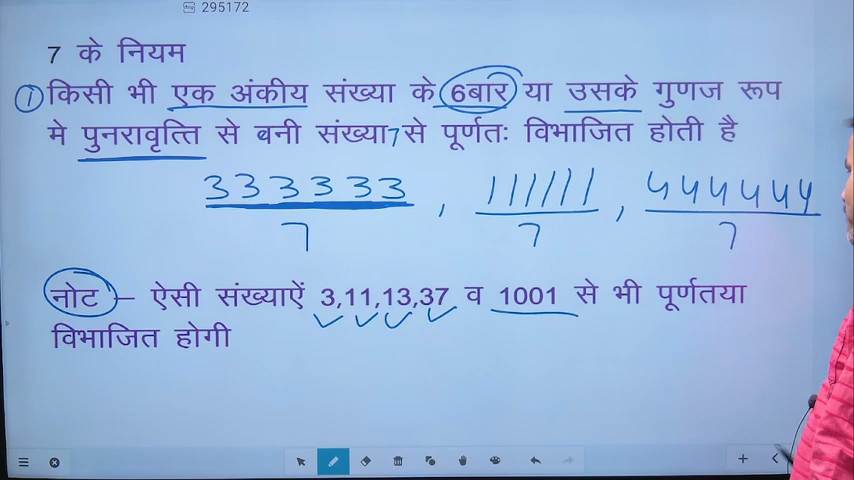 295172
7 के नियम
① किसी भी एक अंकीय संख्या के 6बार या उसके गुणज रूप
मे पुनरावृत्ति से बनी संख्या 7 से पूर्णतः विभाजित होती है
333333/7 , 111111/7 , 444444/7
नोट – ऐसी संख्याऐं 3,11,13,37 व 1001 से भी पूर्णतया
विभाजित होगी